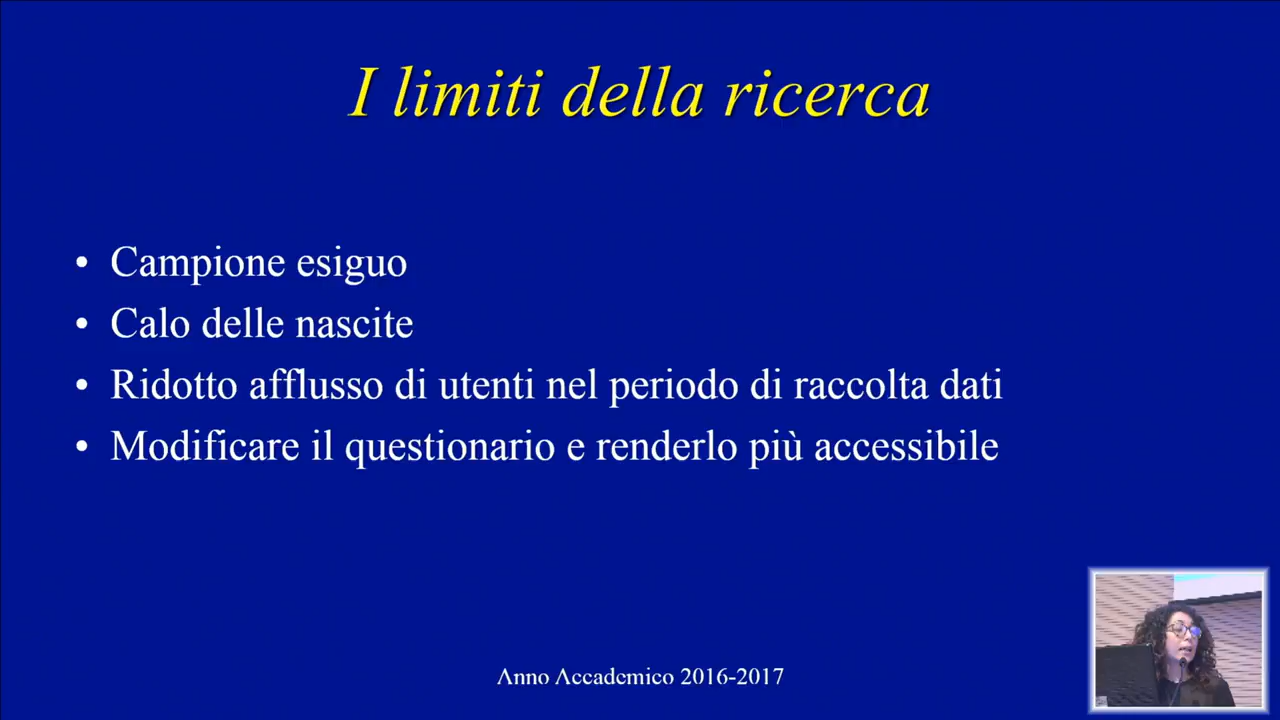 I limiti della ricerca
• Campione esiguo
• Calo delle nascite
• Ridotto afflusso di utenti nel periodo di raccolta dati
• Modificare il questionario e renderlo più accessibile
Anno Accademico 2016-2017